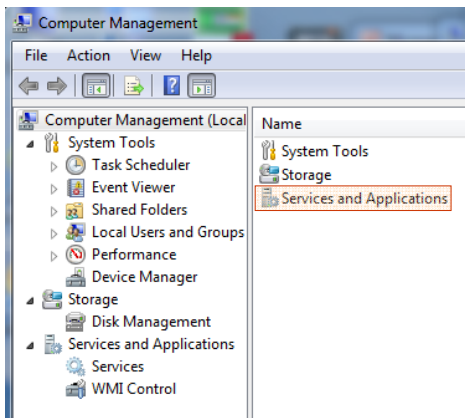 Computer Management
File Action View Help
Computer Management (Local
System Tools
Task Scheduler
Event Viewer
Shared Folders
Local Users and Groups
Performance
Device Manager
Storage
Disk Management
Services and Applications
Services
WMI Control
Name
System Tools
Storage
Services and Applications